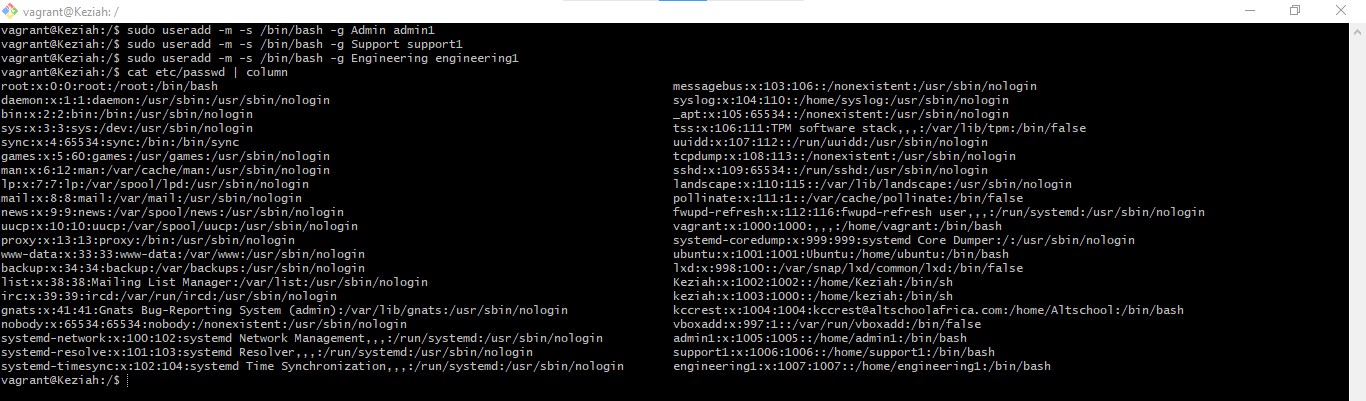 vagrant@Keziah: /
vagrant@Keziah:/$ sudo useradd -m -s /bin/bash -g Admin admin1
vagrant@Keziah:/$ sudo useradd -m -s /bin/bash -g Support support1
vagrant@Keziah:/$ sudo useradd -m -s /bin/bash -g Engineering engineering1
vagrant@Keziah:/$ cat etc/passwd | column
root:x:0:0:root:/root:/bin/bash messagebus:x:103:106::/nonexistent:/usr/sbin/nologin
daemon:x:1:1:daemon:/usr/sbin:/usr/sbin/nologin syslog:x:104:110::/home/syslog:/usr/sbin/nologin
bin:x:2:2:bin:/bin:/usr/sbin/nologin _apt:x:105:65534::/nonexistent:/usr/sbin/nologin
sys:x:3:3:sys:/dev:/usr/sbin/nologin tss:x:106:111:TPM software stack,,,:/var/lib/tpm:/bin/false
sync:x:4:65534:sync:/bin:/bin/sync uuidd:x:107:112::/run/uuidd:/usr/sbin/nologin
games:x:5:60:games:/usr/games:/usr/sbin/nologin tcpdump:x:108:113::/nonexistent:/usr/sbin/nologin
man:x:6:12:man:/var/cache/man:/usr/sbin/nologin sshd:x:109:65534::/run/sshd:/usr/sbin/nologin
lp:x:7:7:lp:/var/spool/lpd:/usr/sbin/nologin landscape:x:110:115::/var/lib/landscape:/usr/sbin/nologin
mail:x:8:8:mail:/var/mail:/usr/sbin/nologin pollinate:x:111:1::/var/cache/pollinate:/bin/false
news:x:9:9:news:/var/spool/news:/usr/sbin/nologin fwupd-refresh:x:112:116:fwupd-refresh user,,,:/run/systemd:/usr/sbin/nologin
uucp:x:10:10:uucp:/var/spool/uucp:/usr/sbin/nologin vagrant:x:1000:1000:,,,:/home/vagrant:/bin/bash
proxy:x:13:13:proxy:/bin:/usr/sbin/nologin systemd-coredump:x:999:999:systemd Core Dumper:/:/usr/sbin/nologin
www-data:x:33:33:www-data:/var/www:/usr/sbin/nologin ubuntu:x:1001:1001:Ubuntu:/home/ubuntu:/bin/bash
backup:x:34:34:backup:/var/backups:/usr/sbin/nologin lxd:x:998:100::/var/snap/lxd/common/lxd:/bin/false
list:x:38:38:Mailing List Manager:/var/list:/usr/sbin/nologin Keziah:x:1002:1002::/home/Keziah:/bin/sh
irc:x:39:39:ircd:/var/run/ircd:/usr/sbin/nologin keziah:x:1003:1000::/home/keziah:/bin/sh
gnats:x:41:41:Gnats Bug-Reporting System (admin):/var/lib/gnats:/usr/sbin/nologin kccrest:x:1004:1004:kccrest@altschoolafrica.com:/home/Altschool:/bin/bash
nobody:x:65534:65534:nobody:/nonexistent:/usr/sbin/nologin vboxadd:x:997:1::/var/run/vboxadd:/bin/false
systemd-network:x:100:102:systemd Network Management,,,:/run/systemd:/usr/sbin/nologin admin1:x:1005:1005::/home/admin1:/bin/bash
systemd-resolve:x:101:103:systemd Resolver,,,:/run/systemd:/usr/sbin/nologin support1:x:1006:1006::/home/support1:/bin/bash
systemd-timesync:x:102:104:systemd Time Synchronization,,,:/run/systemd:/usr/sbin/nologin engineering1:x:1007:1007::/home/engineering1:/bin/bash
vagrant@Keziah:/$